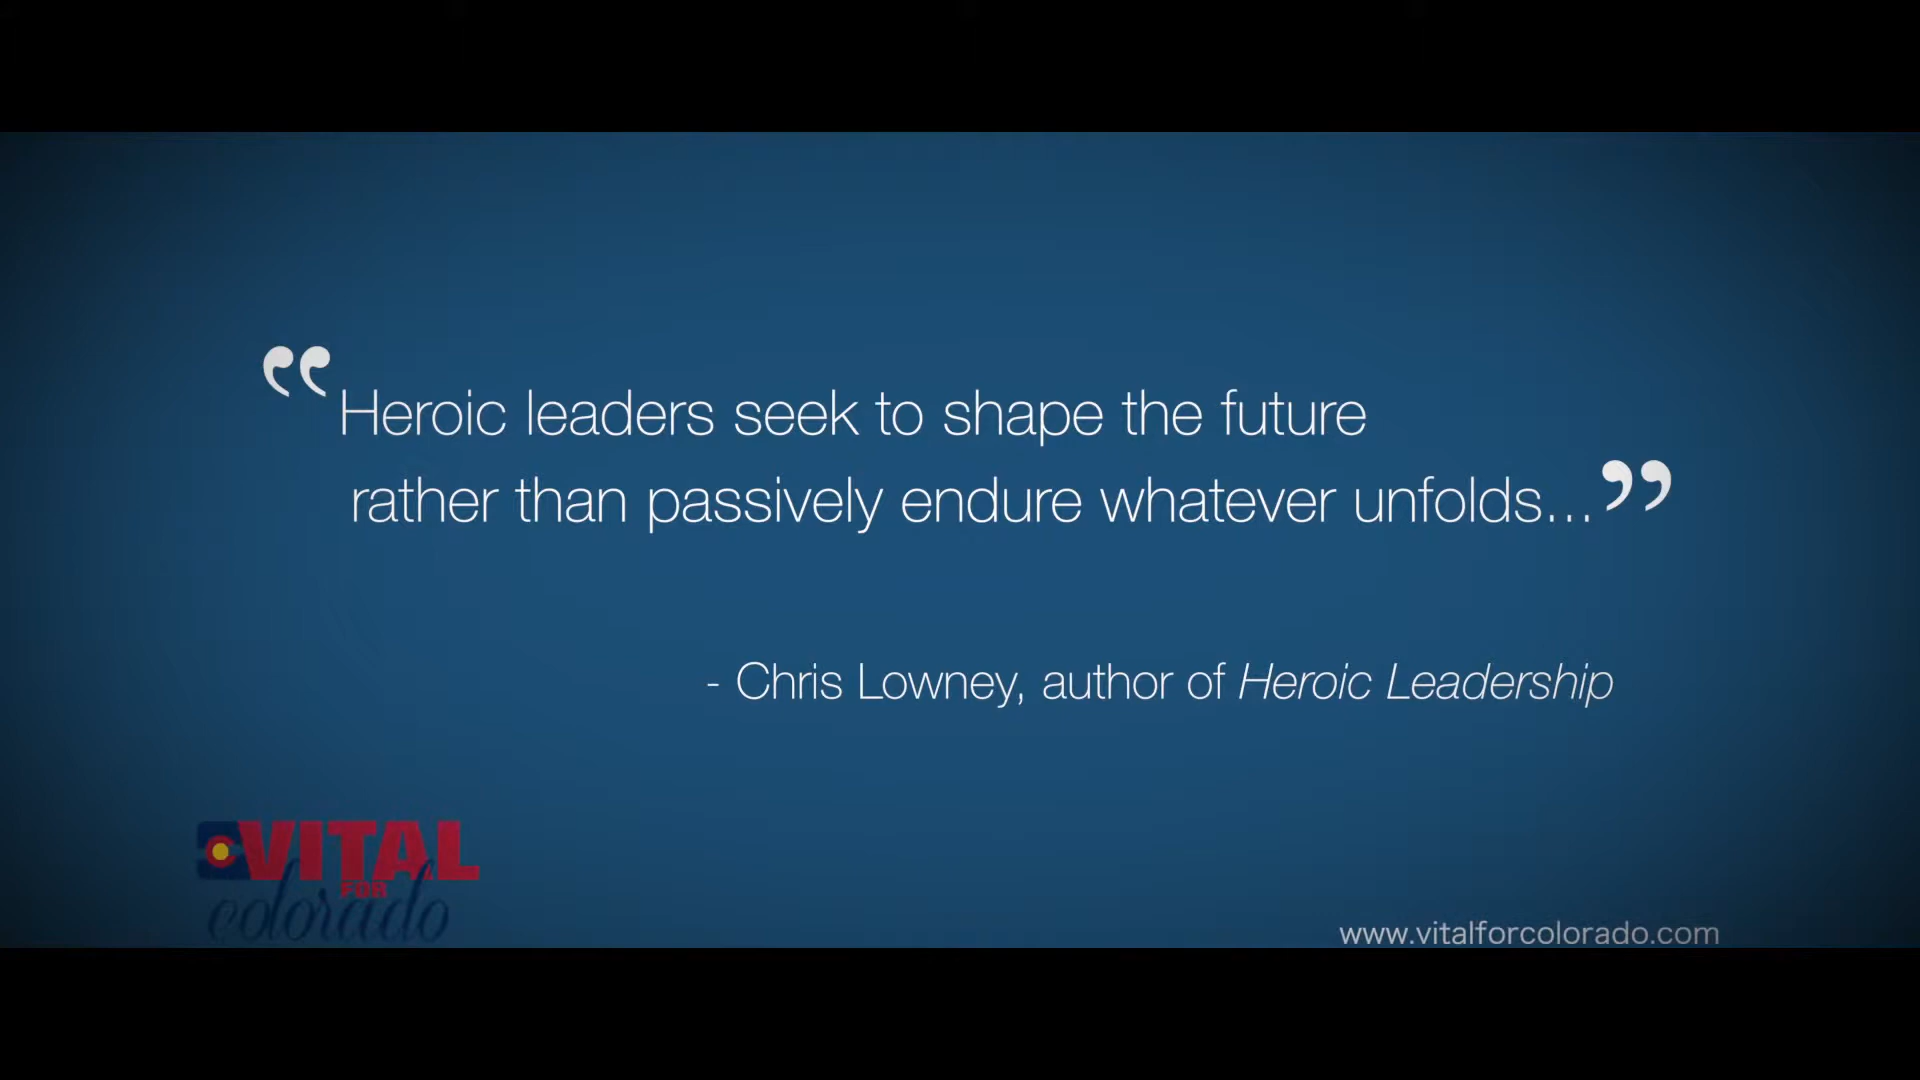 “Heroic leaders seek to shape the future
rather than passively endure whatever unfolds...”
- Chris Lowney, author of Heroic Leadership
VITAL
FOR
colorado
www.vitalforcolorado.com